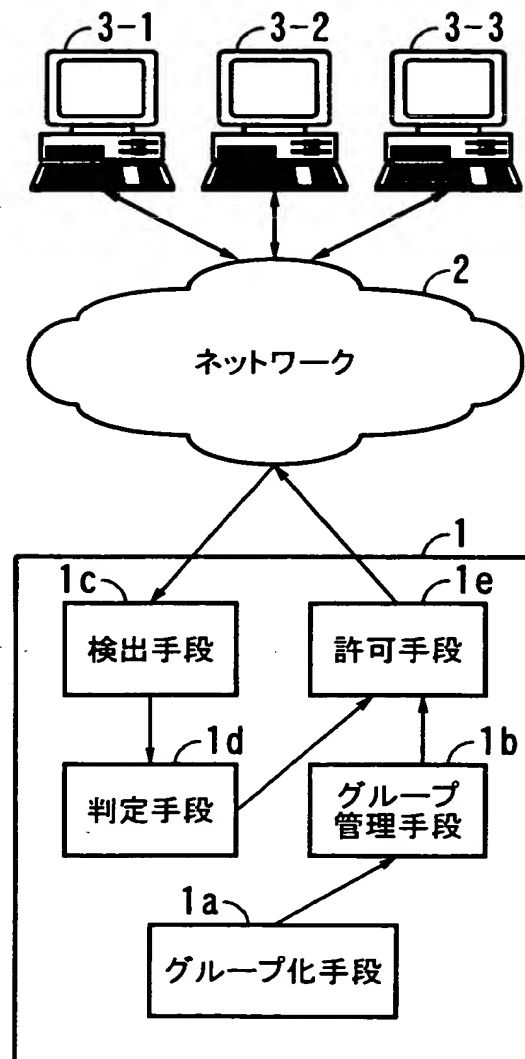 3-1
3-2
3-3
2
ネットワーク
1
1c
1e
検出手段
許可手段
1d
1b
判定手段
グループ
管理手段
1a
グループ化手段